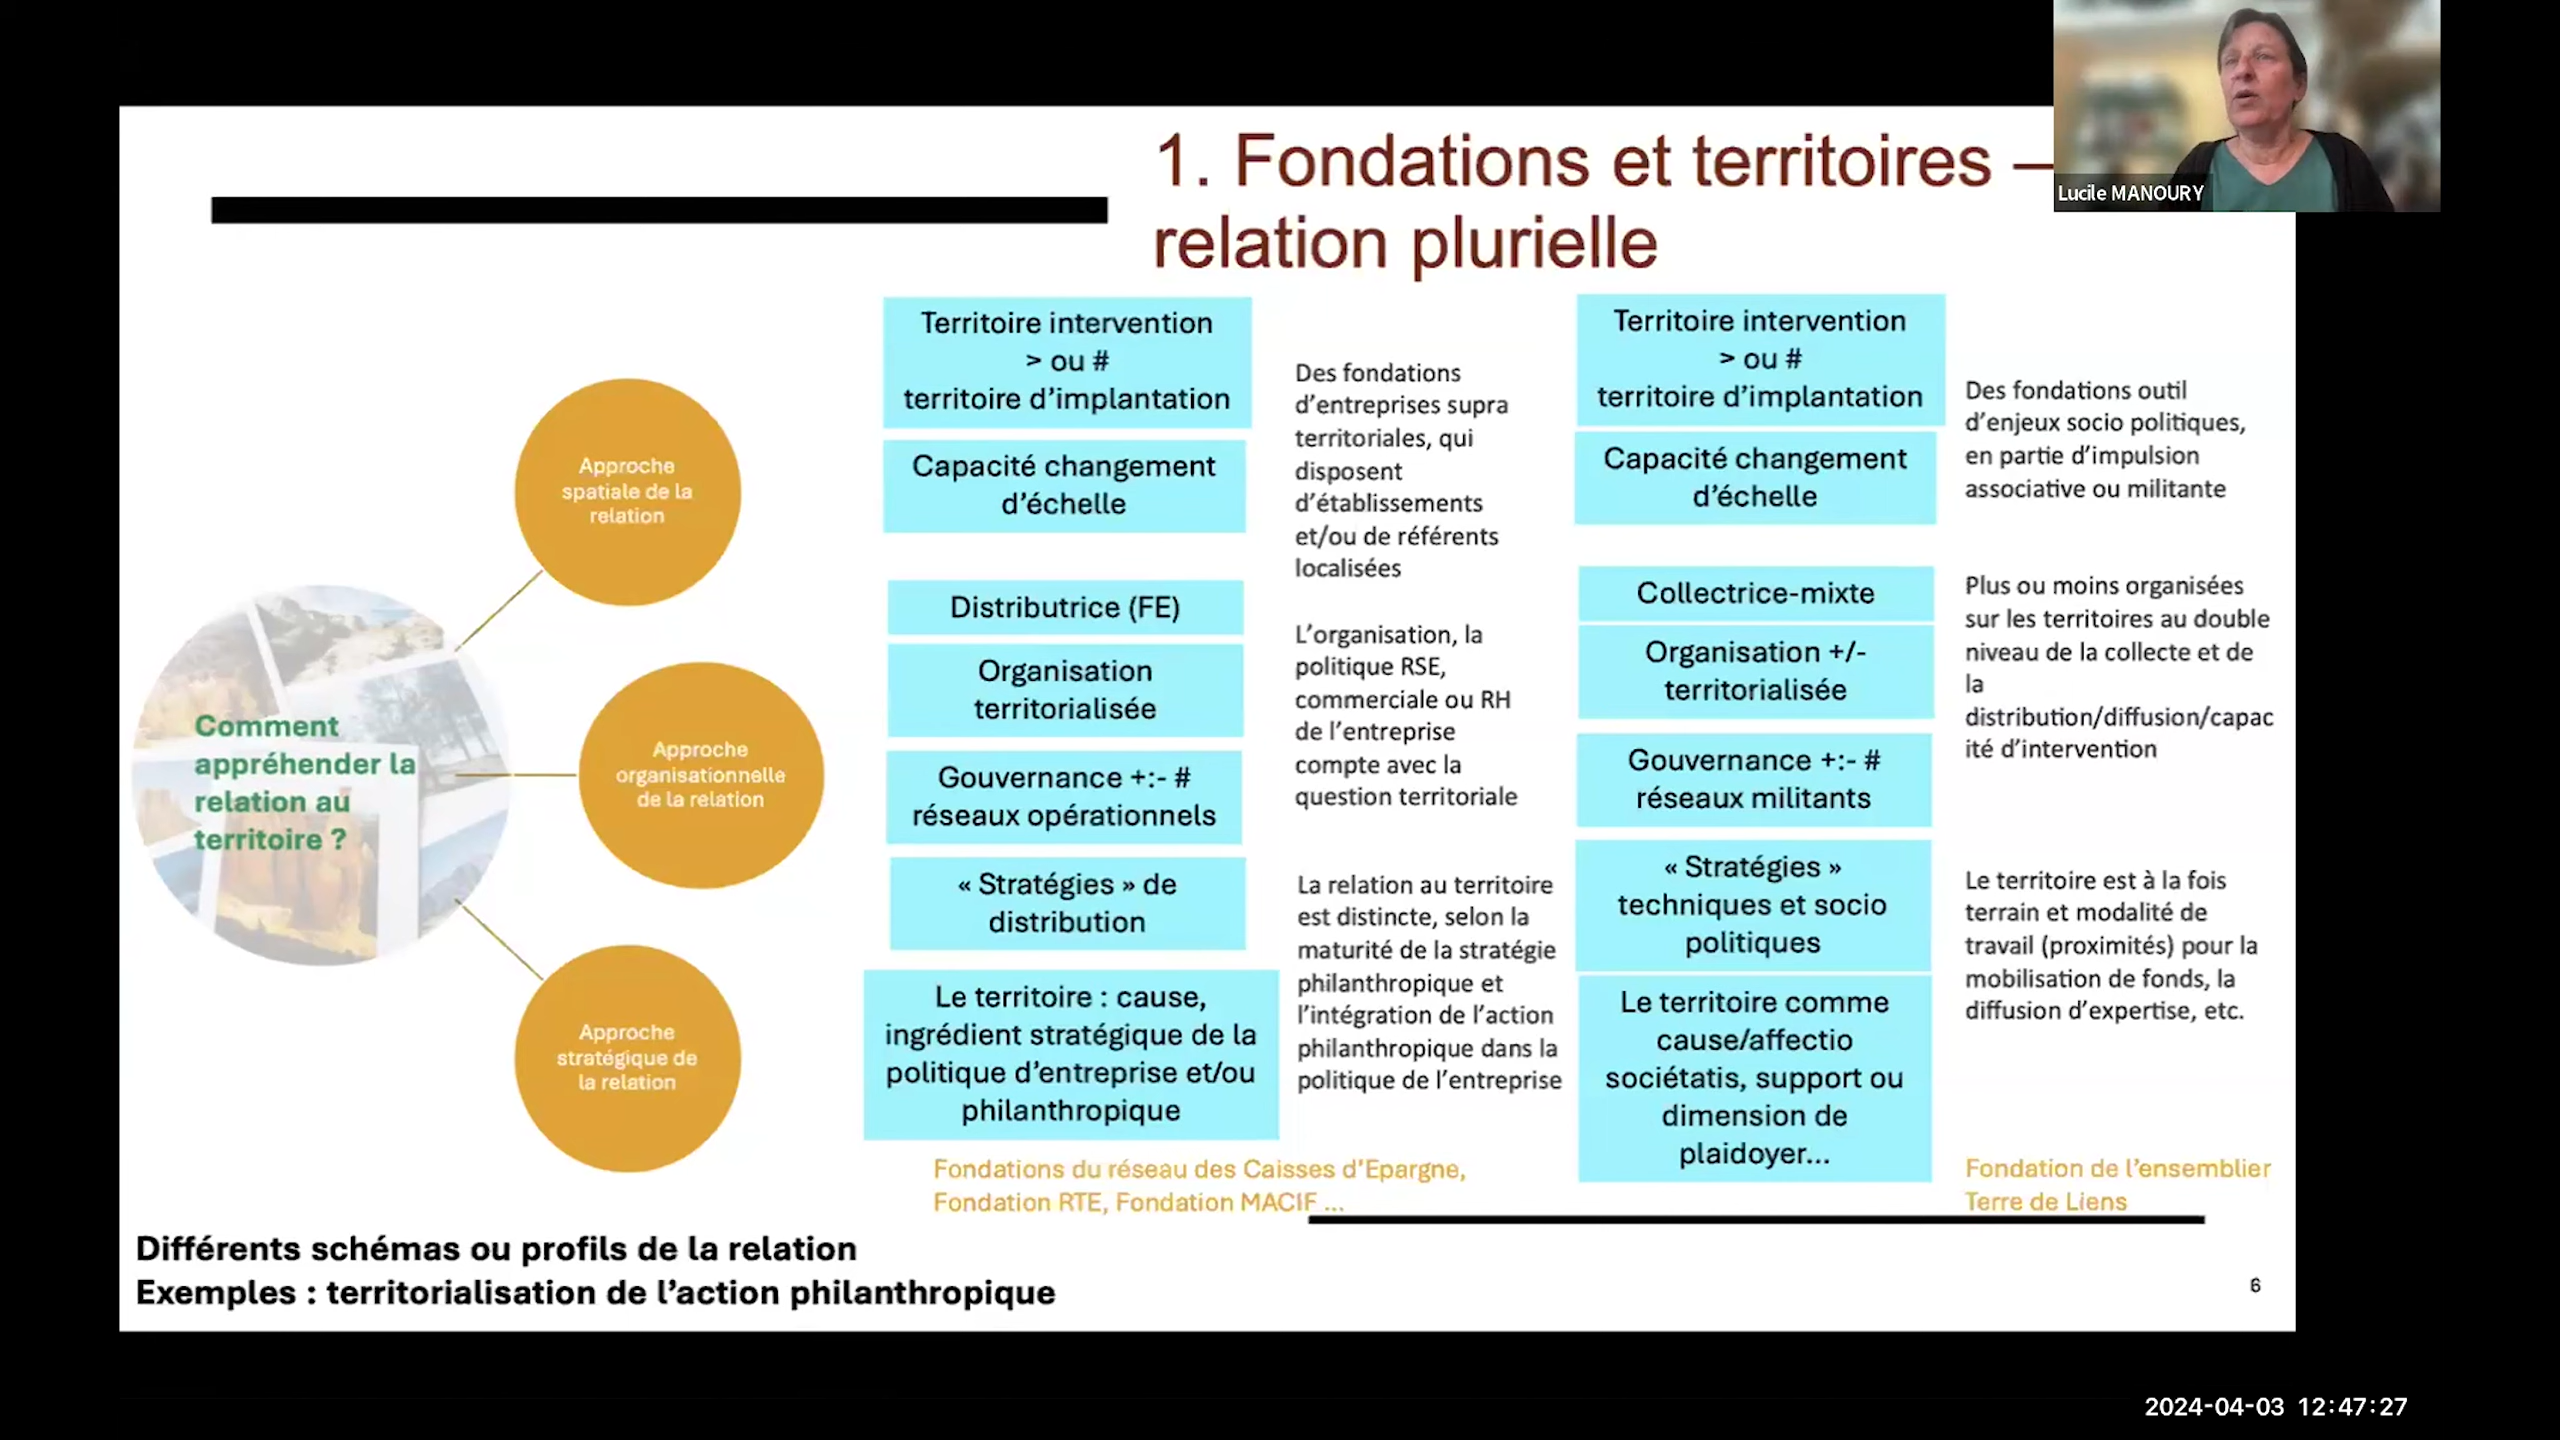 1. Fondations et territoires –
relation plurielle
Lucile MANOURY
Comment
appréhender la
relation au
territoire ?
Approche
spatiale de la
relation
Approche
organisationnelle
de la relation
Approche
stratégique de
la relation
Territoire intervention
> ou #
territoire d’implantation
Capacité changement
d’échelle
Distributrice (FE)
Organisation
territorialisée
Gouvernance +:- #
réseaux opérationnels
« Stratégies » de
distribution
Le territoire : cause,
ingrédient stratégique de la
politique d’entreprise et/ou
philanthropique
Des fondations
d’entreprises supra
territoriales, qui
disposent
d’établissements
et/ou de référents
localisées
L’organisation, la
politique RSE,
commerciale ou RH
de l’entreprise
compte avec la
question territoriale
La relation au territoire
est distincte, selon la
maturité de la stratégie
philanthropique et
l’intégration de l’action
philanthropique dans la
politique de l’entreprise
Fondations du réseau des Caisses d’Epargne,
Fondation RTE, Fondation MACIF ...
Territoire intervention
> ou #
territoire d’implantation
Capacité changement
d’échelle
Collectrice-mixte
Organisation +/-
territorialisée
Gouvernance +:- #
réseaux militants
« Stratégies »
techniques et socio
politiques
Le territoire comme
cause/affectio
sociétatis, support ou
dimension de
plaidoyer...
Des fondations outil
d’enjeux socio politiques,
en partie d’impulsion
associative ou militante
Plus ou moins organisées
sur les territoires au double
niveau de la collecte et de
la
distribution/diffusion/capac
ité d’intervention
Le territoire est à la fois
terrain et modalité de
travail (proximités) pour la
mobilisation de fonds, la
diffusion d’expertise, etc.
Fondation de l’ensemblier
Terre de Liens
Différents schémas ou profils de la relation
Exemples : territorialisation de l’action philanthropique
6
2024-04-03 12:47:27